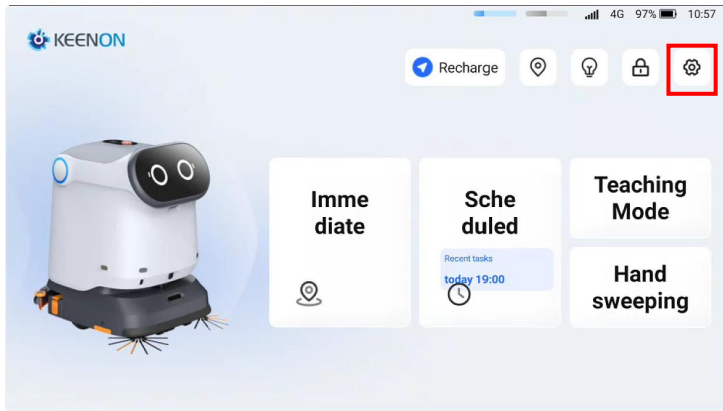 4G 97% 10:57
KEENON
Recharge
Imme
diate
Sche
duled
Recent tasks
today 19:00
Teaching
Mode
Hand
sweeping